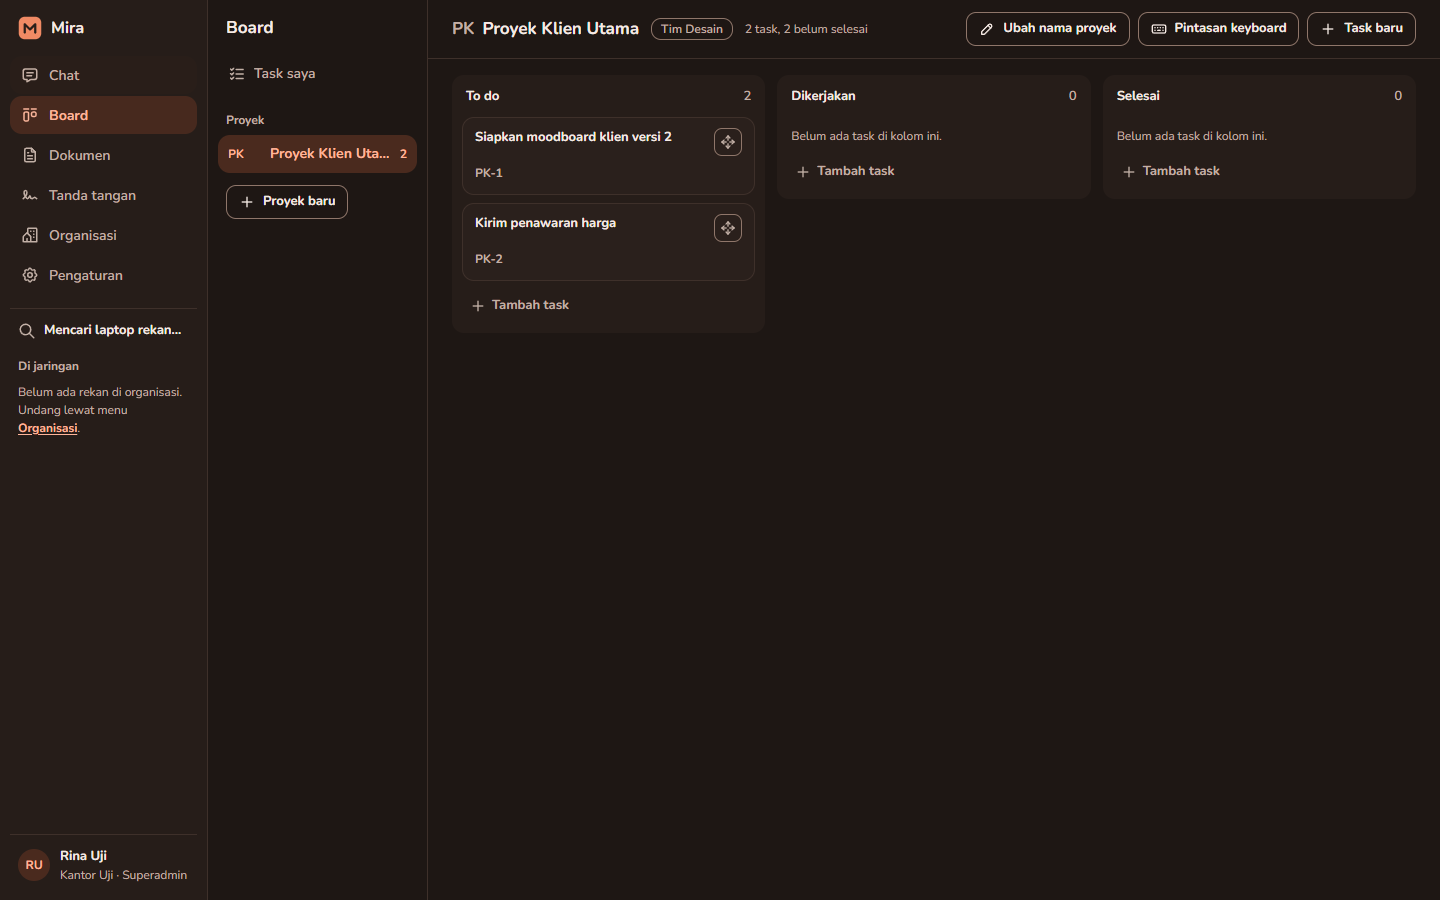 Mira
Chat
Board
Dokumen
Tanda tangan
Organisasi
Pengaturan
Mencari laptop rekan...
Di jaringan
Belum ada rekan di organisasi.
Undang lewat menu
Organisasi.
RU
Rina Uji
Kantor Uji · Superadmin
Board
Task saya
Proyek
PK Proyek Klien Uta... 2
Proyek baru
PK Proyek Klien Utama Tim Desain 2 task, 2 belum selesai
Ubah nama proyek
Pintasan keyboard
Task baru
To do 2
Siapkan moodboard klien versi 2
PK-1
Kirim penawaran harga
PK-2
Tambah task
Dikerjakan 0
Belum ada task di kolom ini.
Tambah task
Selesai 0
Belum ada task di kolom ini.
Tambah task